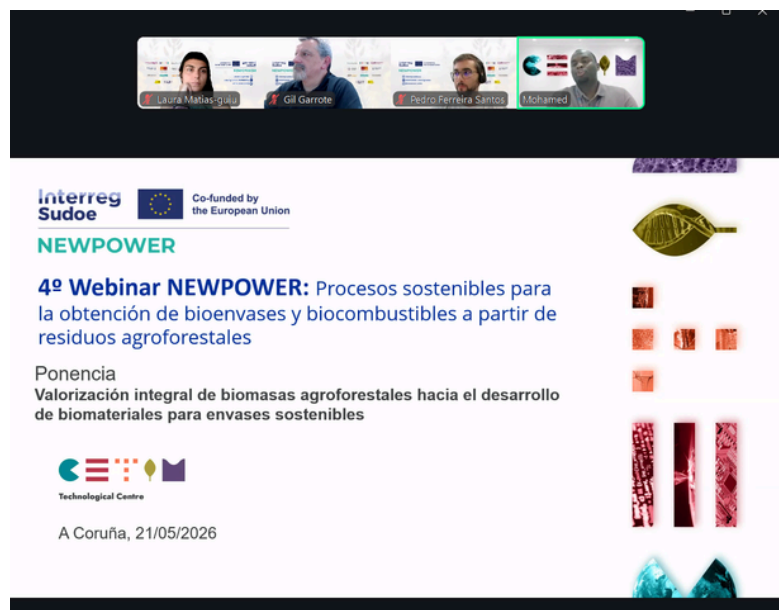 Laura Matias-guiu
Gil Garrote
Pedro Ferreira Santos
Mohamed
Interreg
Sudoe
Co-funded by
the European Union
NEWPOWER
4º Webinar NEWPOWER: Procesos sostenibles para
la obtención de bioenvases y biocombustibles a partir de
residuos agroforestales
Ponencia
Valorización integral de biomasas agroforestales hacia el desarrollo
de biomateriales para envases sostenibles
CETIM
Technological Centre
A Coruña, 21/05/2026